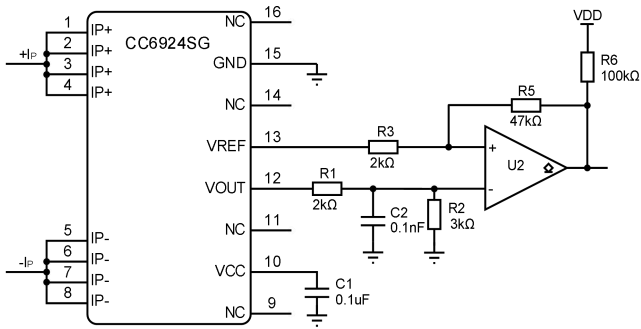 CC6924SG
1 IP+
2 IP+
3 IP+
4 IP+
+IP
5 IP-
6 IP-
7 IP-
8 IP-
-IP
NC 16
GND 15
NC 14
VREF 13
VOUT 12
NC 11
VCC 10
NC 9
R3
2kΩ
R1
2kΩ
C2
0.1nF
R2
3kΩ
C1
0.1uF
R5
47kΩ
VDD
R6
100kΩ
+
U2
-